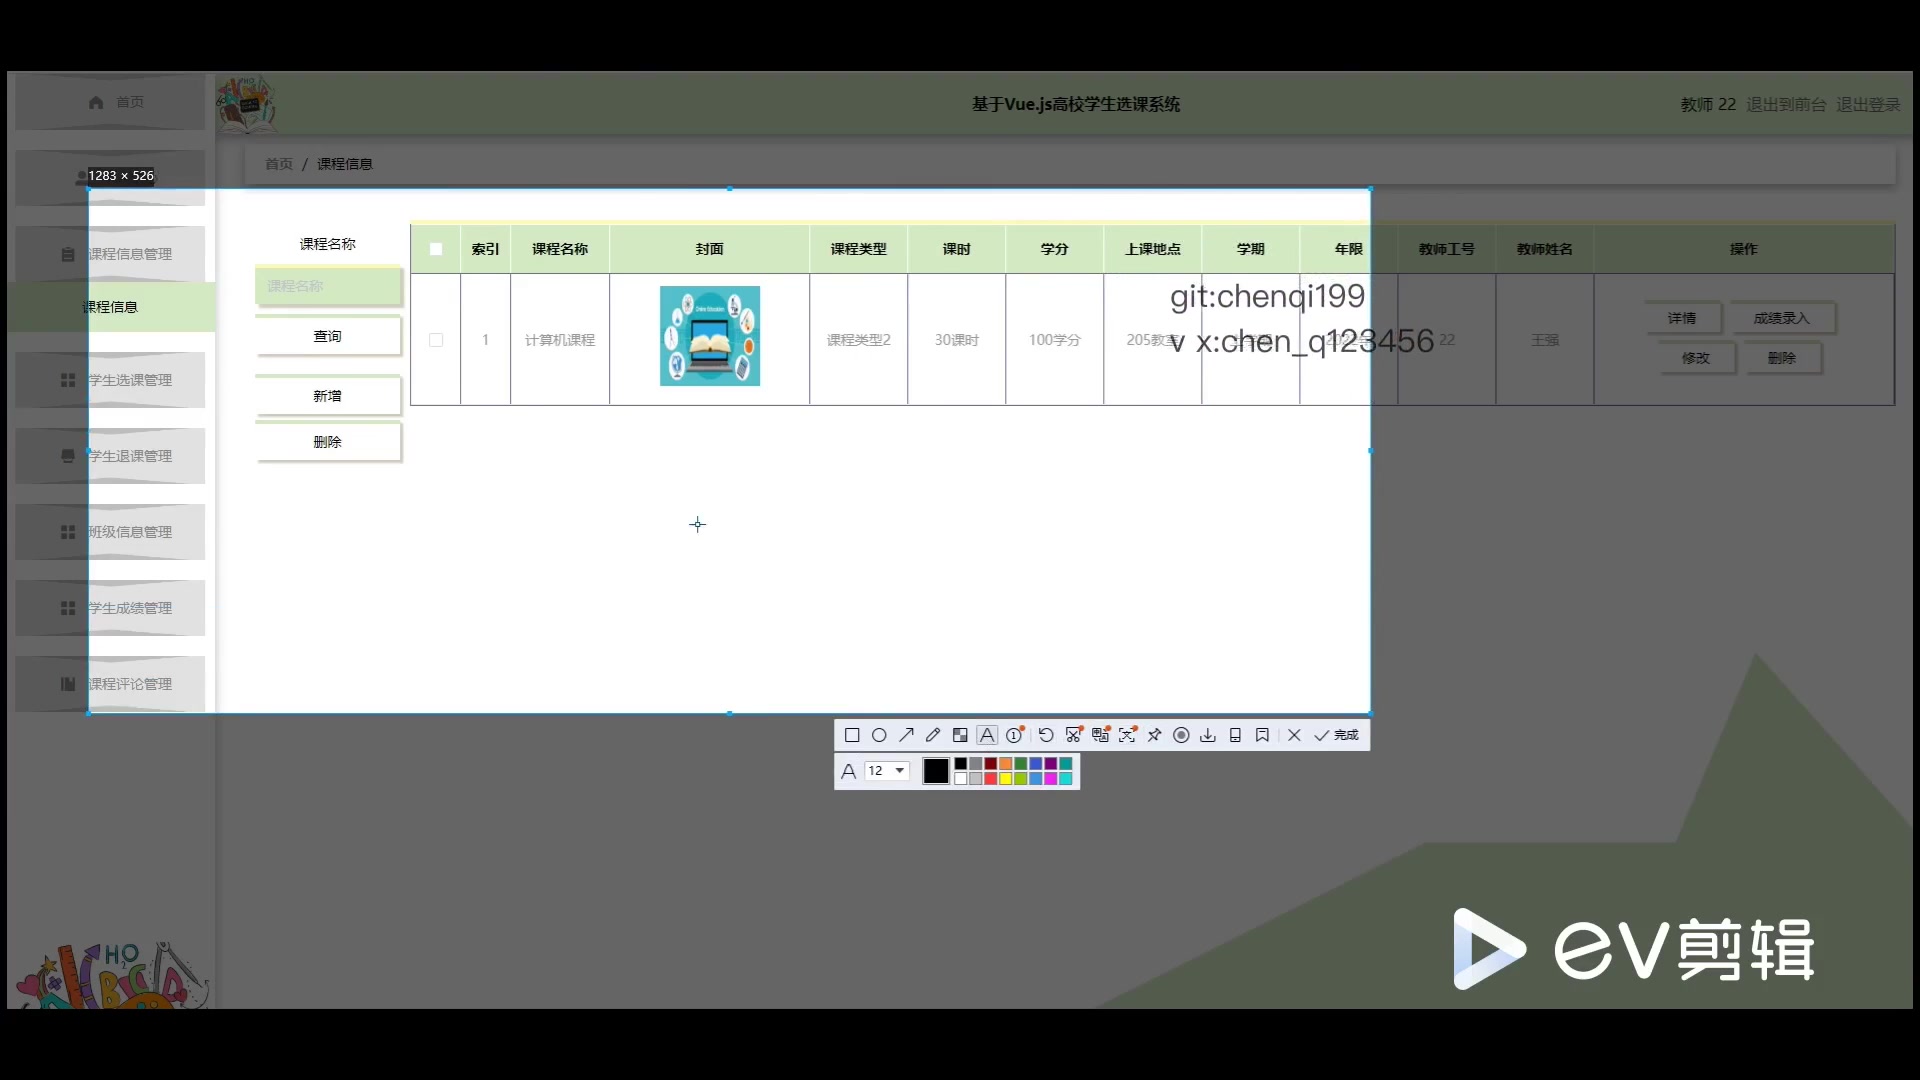 首页
基于Vue.js高校学生选课系统
教师 22 退出到前台 退出登录
首页 / 课程信息
1283 × 526
课程信息管理
课程信息
学生选课管理
学生退课管理
班级信息管理
学生成绩管理
课程评论管理
课程名称
课程名称
查询
新增
删除
索引 课程名称 封面 课程类型 课时 学分 上课地点 学期 年限 教师工号 教师姓名 操作
1 计算机课程 课程类型2 30课时 100学分 205教室 22 王强
详情 成绩录入
修改 删除
git:chenqi199
v x:chen_q123456
完成
A 12
ev剪辑